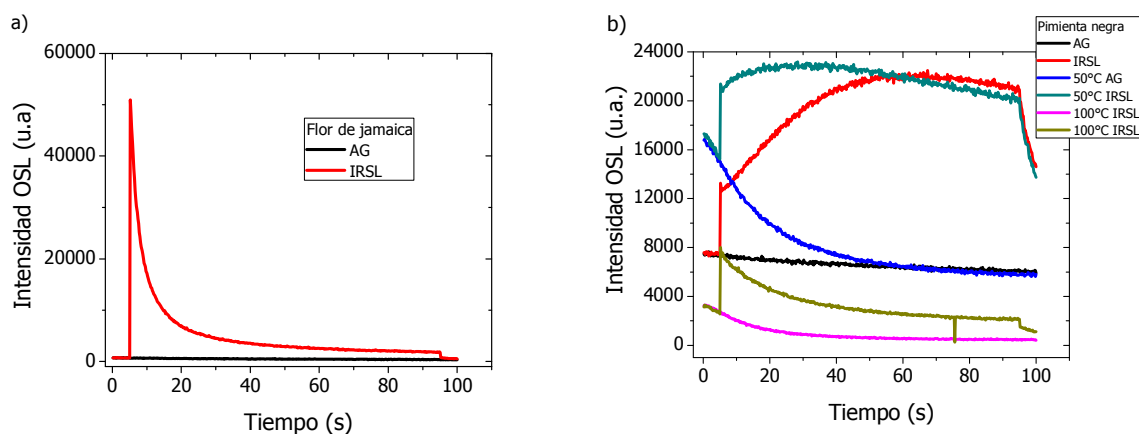 a)
Intensidad OSL (u.a)
60000
40000
20000
0
0 20 40 60 80 100
Tiempo (s)
Flor de jamaica
AG
IRSL
b)
Intensidad OSL (u.a.)
24000
20000
16000
12000
8000
4000
0
0 20 40 60 80 100
Tiempo (s)
Pimienta negra
AG
IRSL
50°C AG
50°C IRSL
100°C IRSL
100°C IRSL